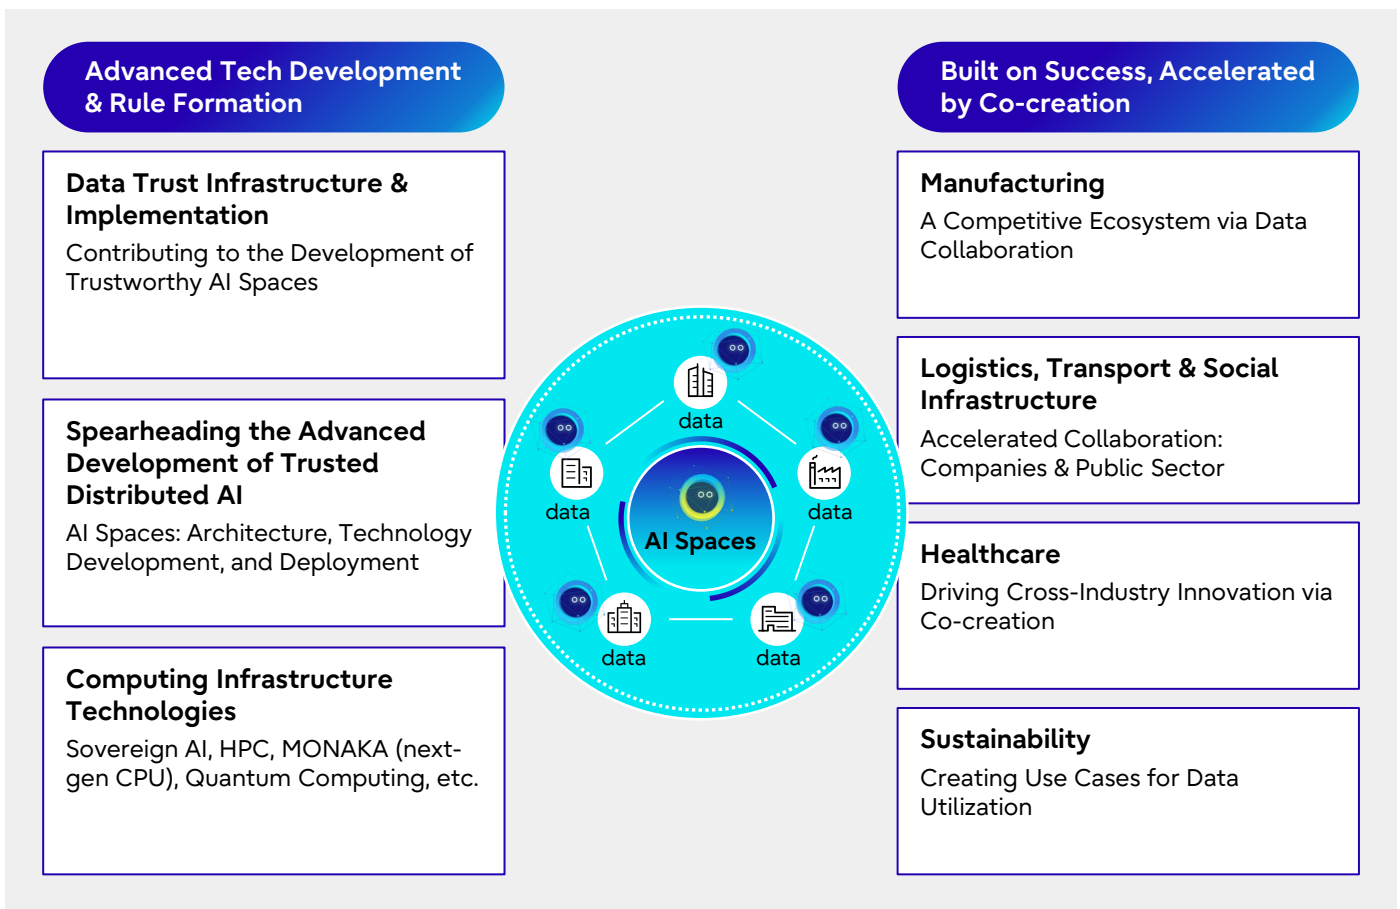 Advanced Tech Development
& Rule Formation
Data Trust Infrastructure &
Implementation
Contributing to the Development of
Trustworthy AI Spaces
Spearheading the Advanced
Development of Trusted
Distributed AI
AI Spaces: Architecture, Technology
Development, and Deployment
Computing Infrastructure
Technologies
Sovereign AI, HPC, MONAKA (next-
gen CPU), Quantum Computing, etc.
data
data
data
AI Spaces
data
data
Built on Success, Accelerated
by Co-creation
Manufacturing
A Competitive Ecosystem via Data
Collaboration
Logistics, Transport & Social
Infrastructure
Accelerated Collaboration:
Companies & Public Sector
Healthcare
Driving Cross-Industry Innovation via
Co-creation
Sustainability
Creating Use Cases for Data
Utilization